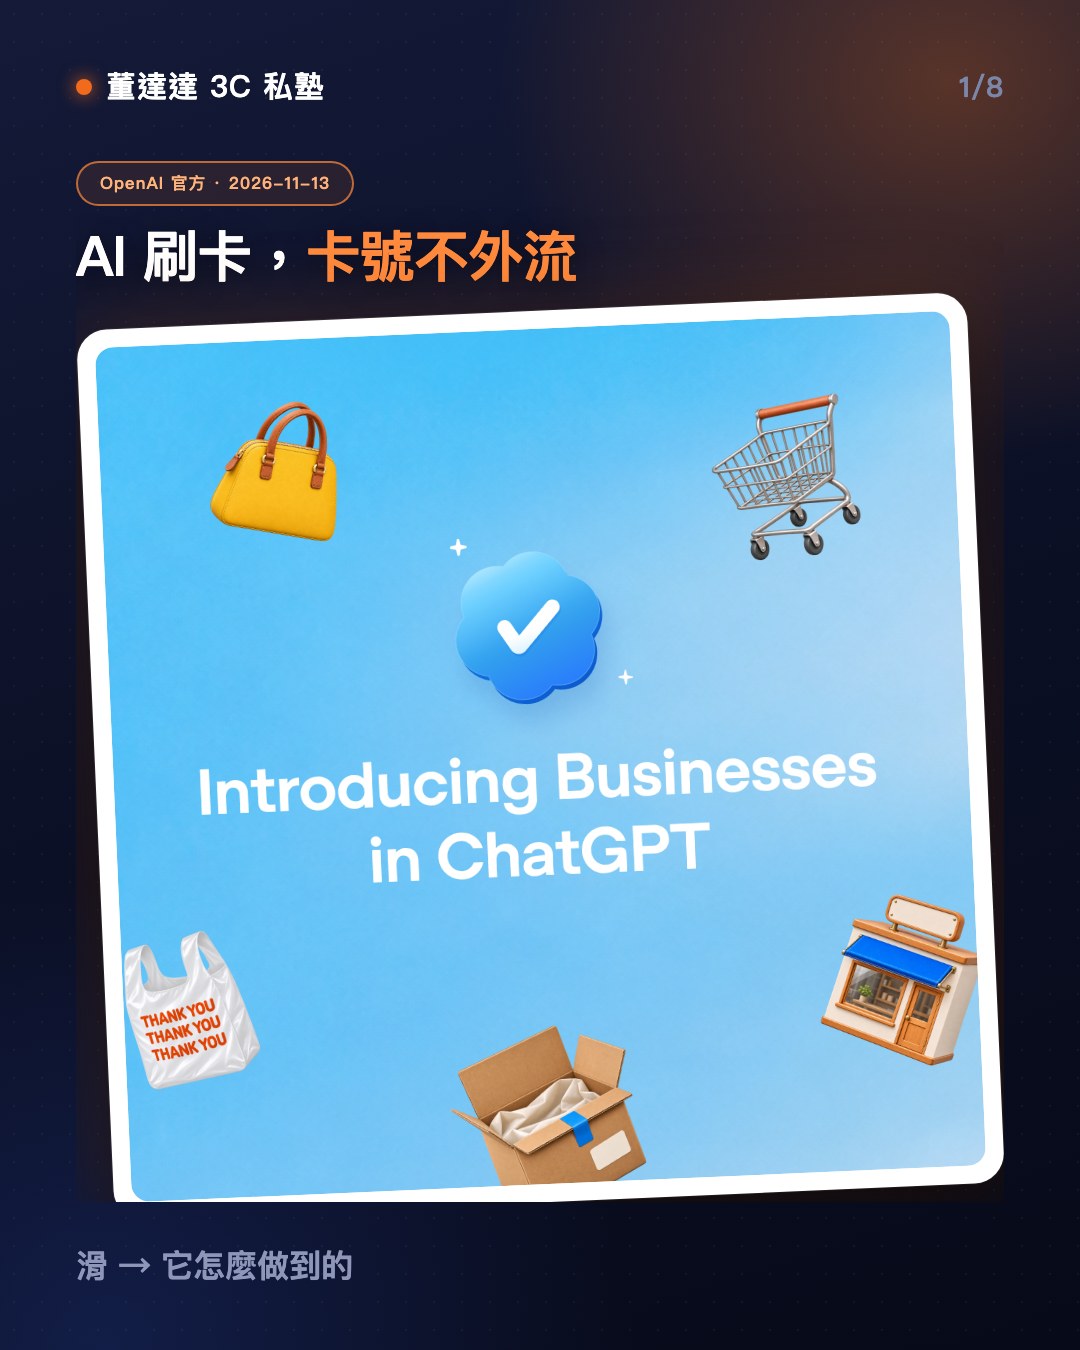 董達達 3C 私塾
1/8
OpenAI 官方 · 2026-11-13
AI 刷卡，卡號不外流
Introducing Businesses
in ChatGPT
THANK YOU
THANK YOU
THANK YOU
滑 → 它怎麼做到的